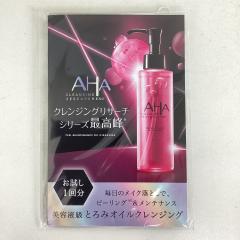 AHA
CLEANSING
RESEARCH
クレンジングリサーチ
シリーズ最高峰*
AHA
お試し
1回分
毎日のメイク落としで、
ピーリング*&メンテナンス
美容液級 とろみオイルクレンジング